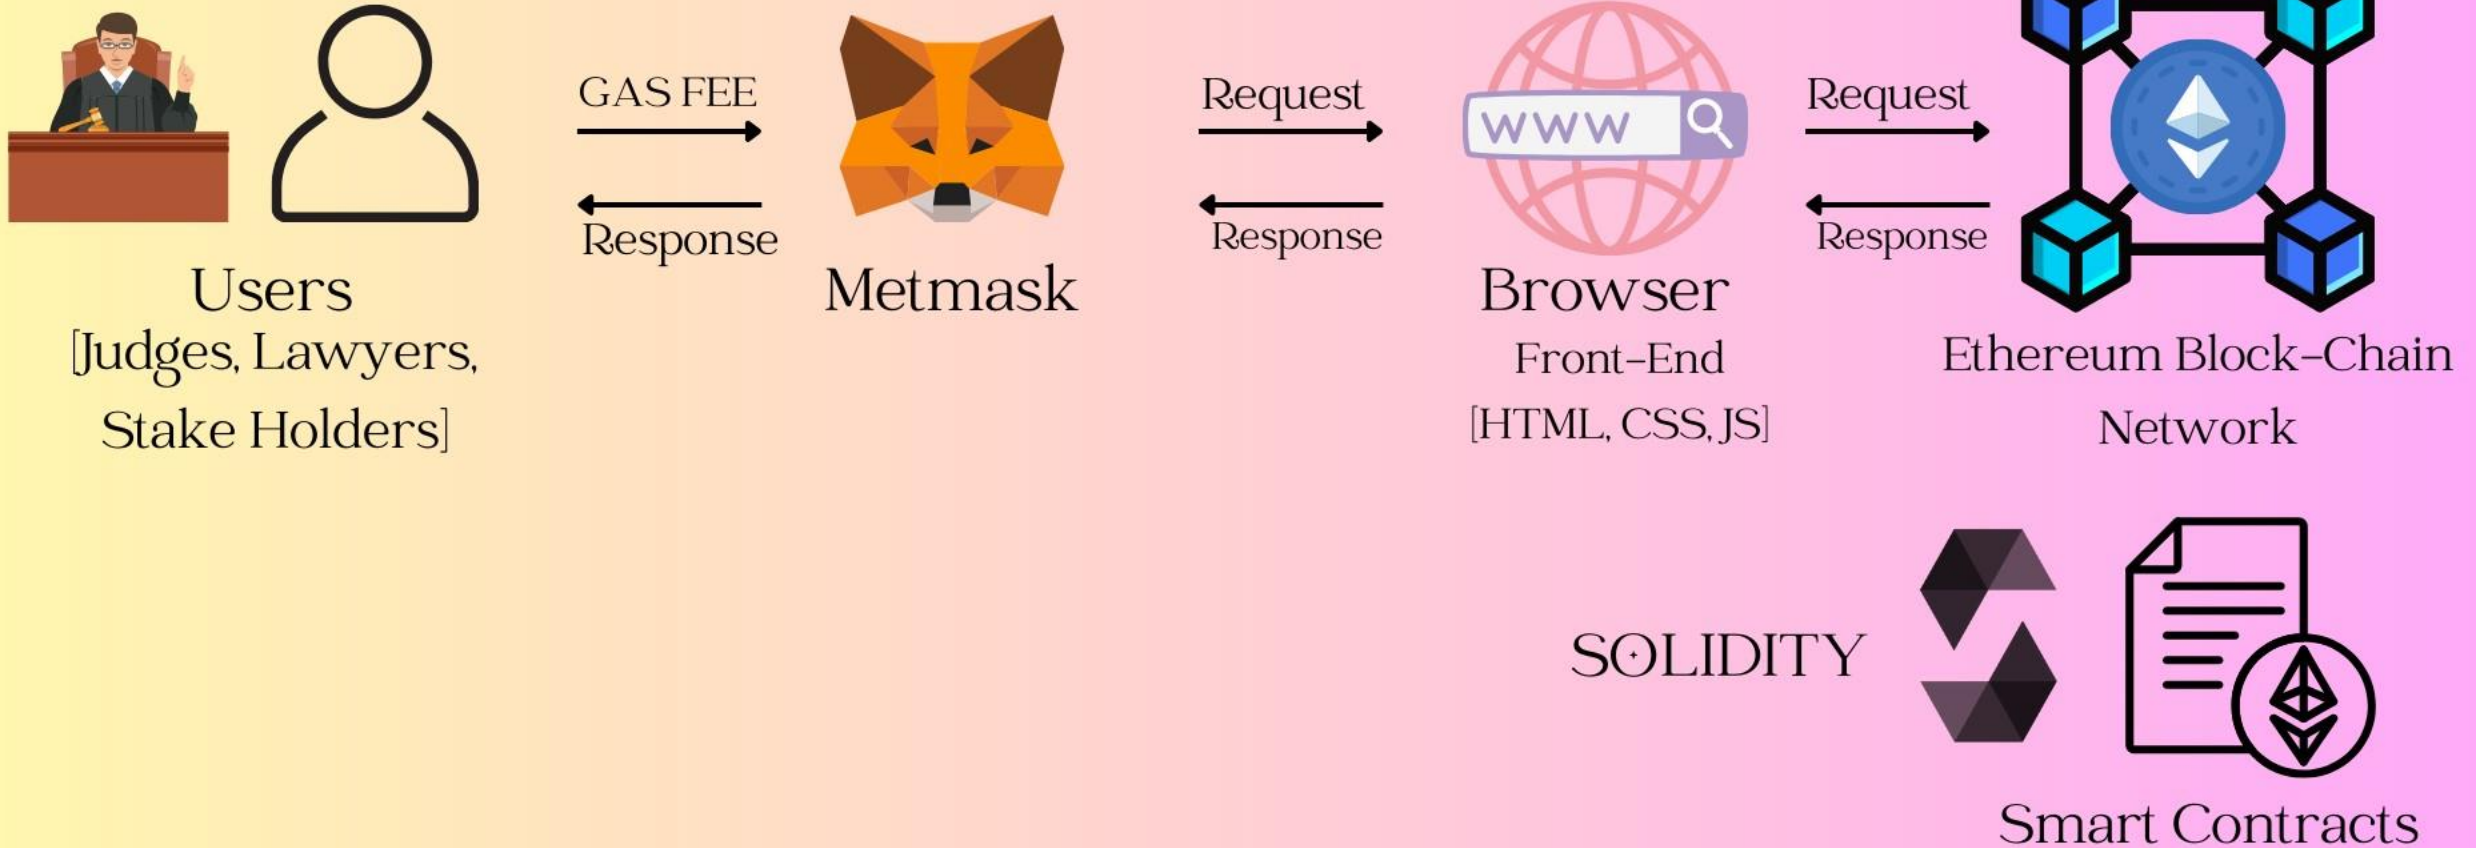 GAS FEE
Response
Users
[Judges, Lawyers,
Stake Holders]
Metmask
Request
Response
www
Browser
Front-End
[HTML, CSS, JS]
Request
Response
Ethereum Block-Chain
Network
SOLIDITY
Smart Contracts